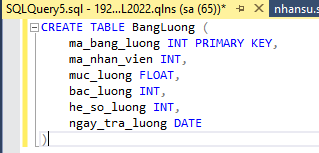 SQLQuery5.sql - 192...L2022.qlns (sa (65))*
nhansu.s
CREATE TABLE BangLuong (
ma_bang_luong INT PRIMARY KEY,
ma_nhan_vien INT,
muc_luong FLOAT,
bac_luong INT,
he_so_luong INT,
ngay_tra_luong DATE
)